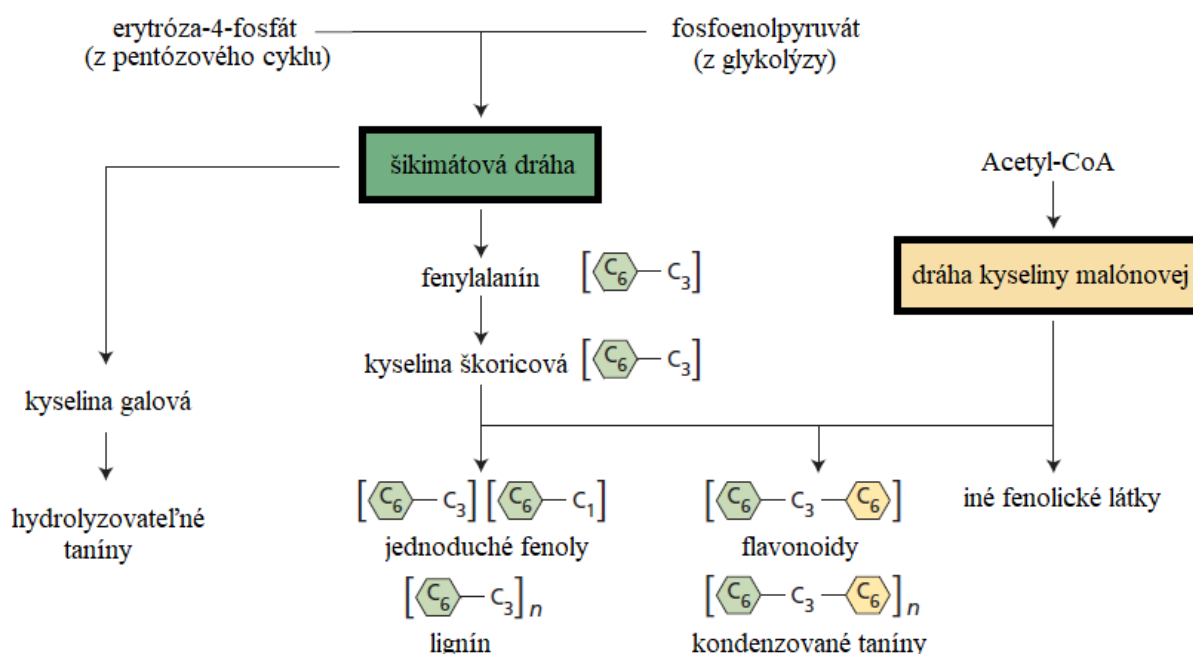 erytróza-4-fosfát
(z pentózového cyklu)
fosfoenolpyruvát
(z glykolýzy)
šikimátová dráha
Acetyl-CoA
dráha kyseliny malónovej
fenylalanín
[C6 — C3]
kyselina škoricová
[C6 — C3]
kyselina galová
hydrolyzovateľné
taníny
[C6 — C3] [C6 — C1]
jednoduché fenoly
[C6 — C3]n
lignín
[C6 — C3 — C6]
flavonoidy
[C6 — C3 — C6]n
kondenzované taníny
iné fenolické látky